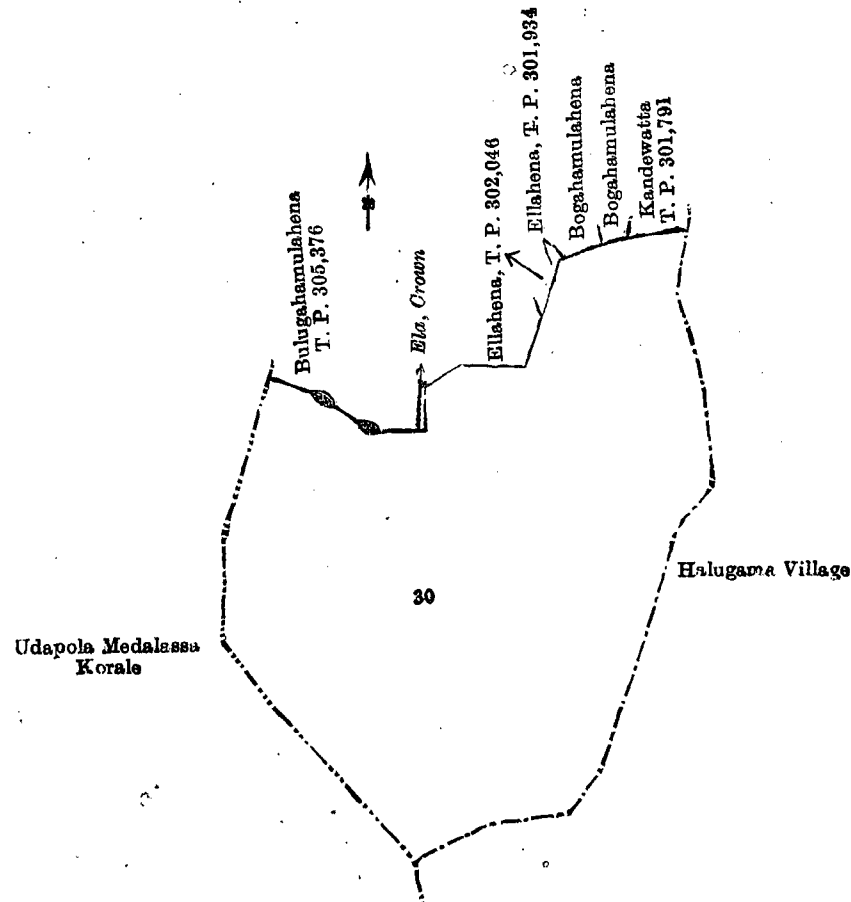 Bulugahamulahena
T. P. 305,376
Ela, Crown
Ellahena, T. P. 302,046
Ellahena, T. P. 301,934
Bogahamulahena
Bogahamulahena
Kandewatta
T. P. 301,791
30
Halugama Village
Udapola Medalassa
Korale